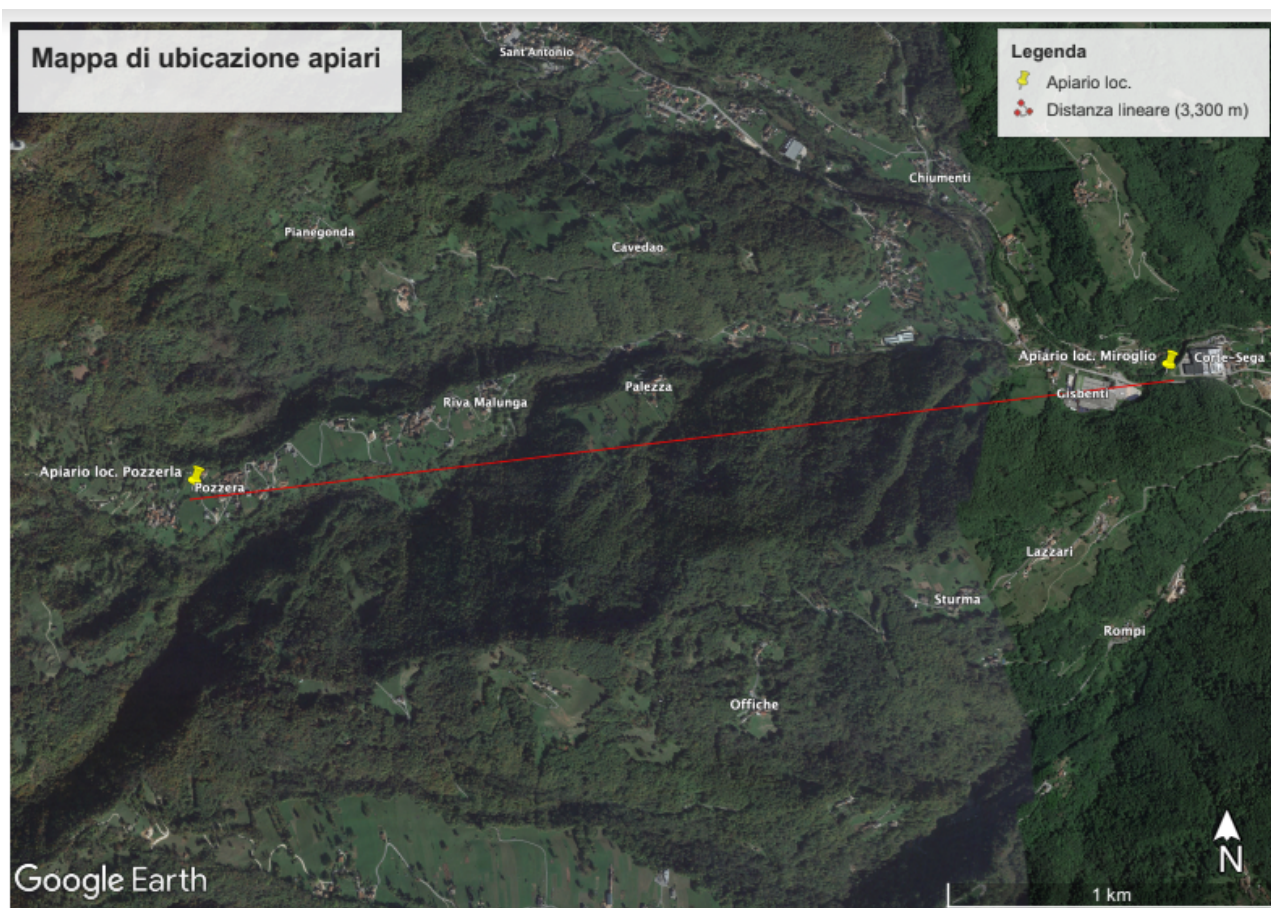 Mappa di ubicazione apiari
Legenda
Apiario loc.
Distanza lineare (3,300 m)
Sant'Antonio
Chiumenti
Pianegonda
Cavedao
Apiario loc. Miroglio
Corte-Sega
Palezza
Gisbenti
Riva Malunga
Apiario loc. Pozzerla
Pozzera
Lazzari
Sturma
Rompi
Offiche
N
Google Earth
1 km